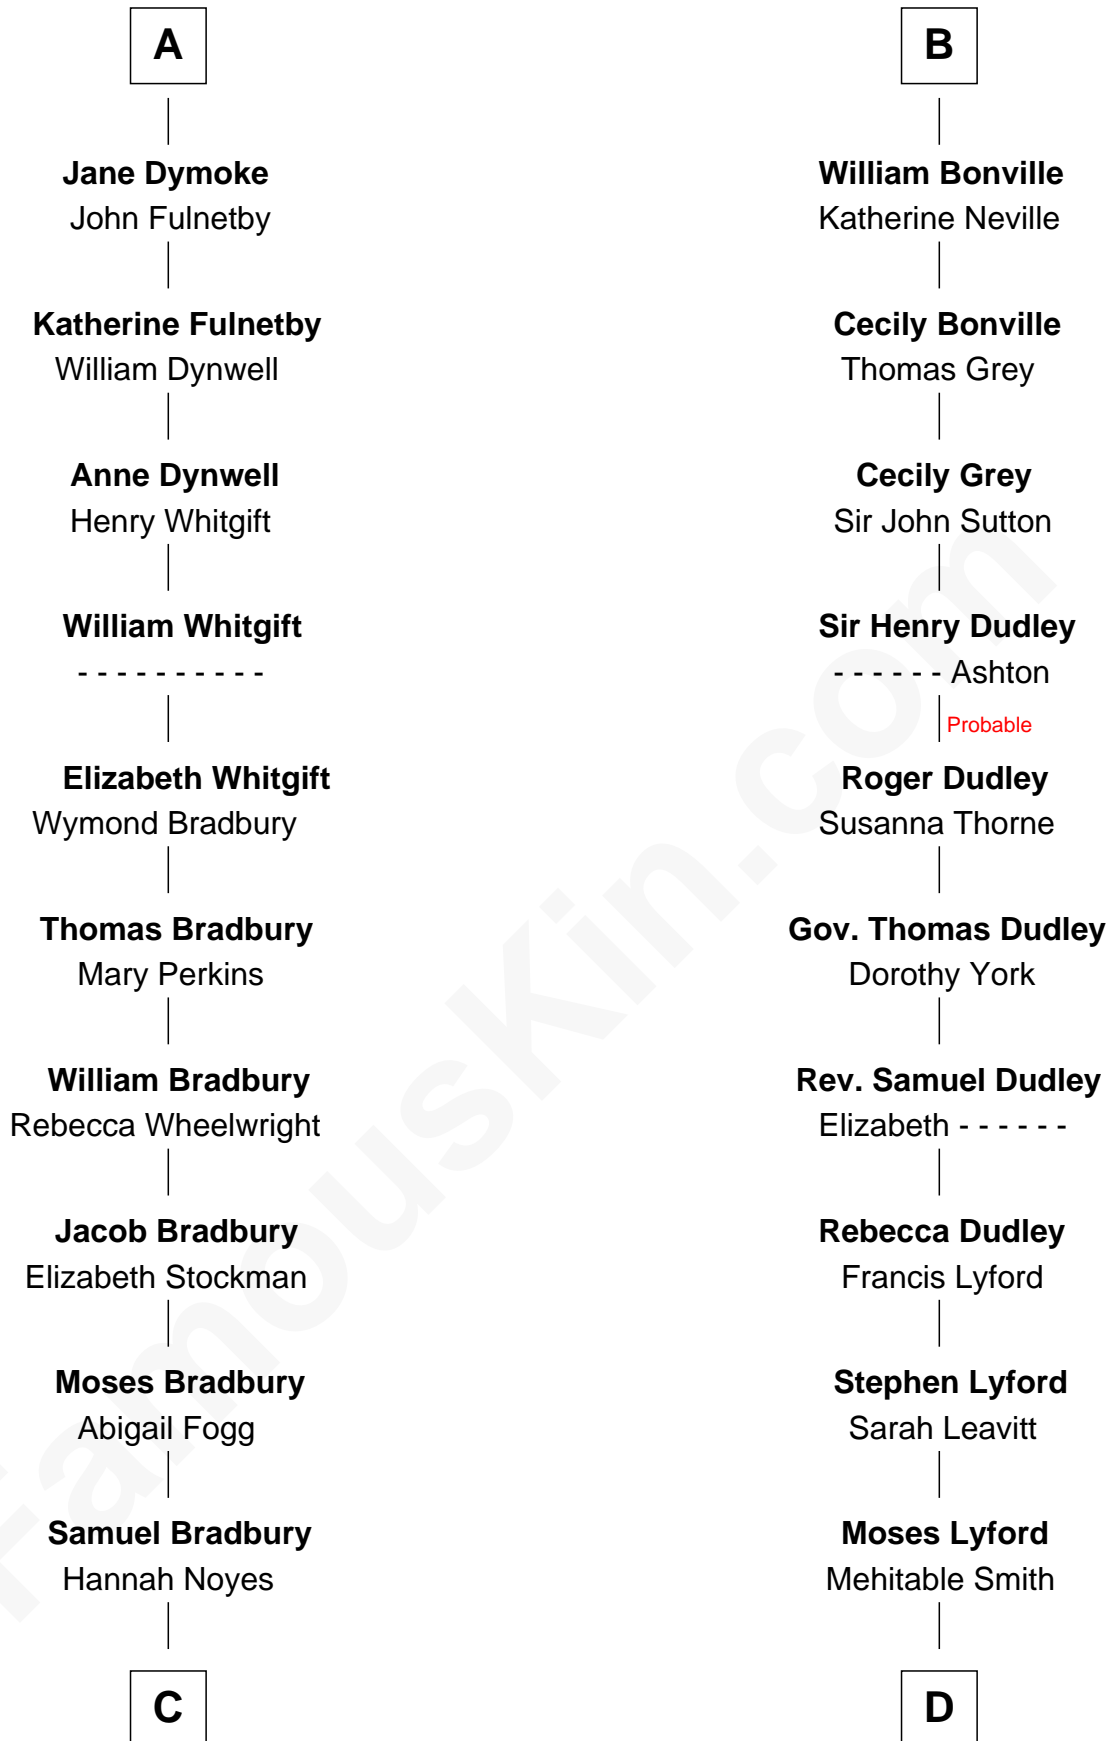 A
Jane Dymoke
John Fulnetby
Katherine Fulnetby
William Dynwell
Anne Dynwell
Henry Whitgift
William Whitgift
- - - - - - - - - -
Elizabeth Whitgift
Wymond Bradbury
Thomas Bradbury
Mary Perkins
William Bradbury
Rebecca Wheelwright
Jacob Bradbury
Elizabeth Stockman
Moses Bradbury
Abigail Fogg
Samuel Bradbury
Hannah Noyes
C
B
William Bonville
Katherine Neville
Cecily Bonville
Thomas Grey
Cecily Grey
Sir John Sutton
Sir Henry Dudley
- - - - - - Ashton
Probable
Roger Dudley
Susanna Thorne
Gov. Thomas Dudley
Dorothy York
Rev. Samuel Dudley
Elizabeth - - - - - -
Rebecca Dudley
Francis Lyford
Stephen Lyford
Sarah Leavitt
Moses Lyford
Mehitable Smith
D
FamousKin.com